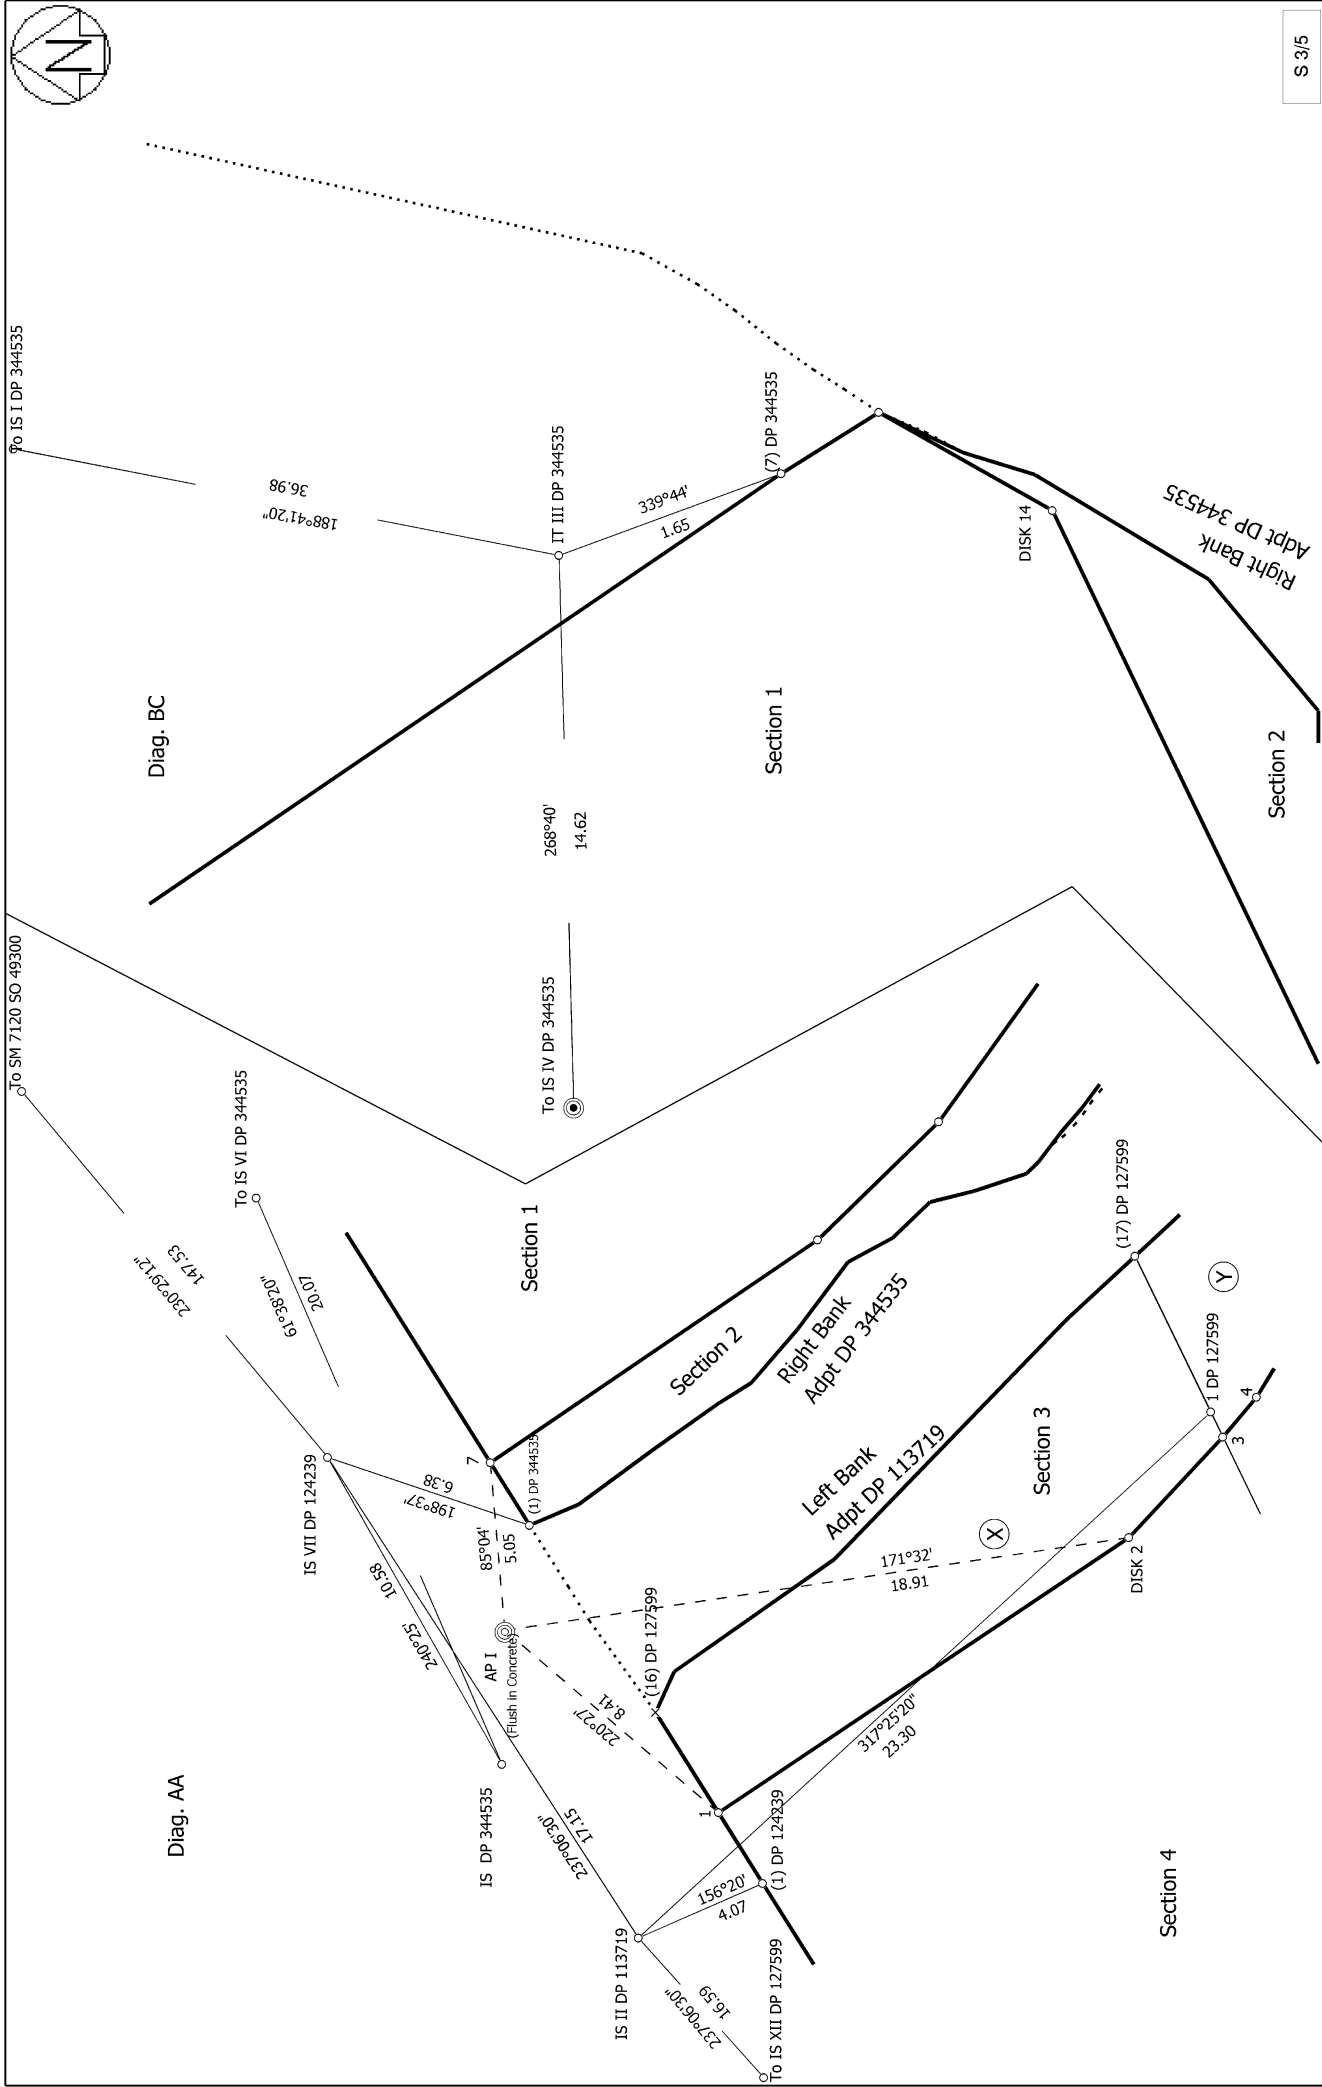 Diag. AA
To SM 7120 SO 49300
230°29'12"
147.53
To IS VI DP 344535
61°38'20"
20.07
IS VII DP 124239
198°37'
6.38
10.58
240°25'
IS DP 344535
237°06'30"
17.15
IS II DP 113719
237°06'30"
16.59
To IS XII DP 127599
156°20'
4.07
(1) DP 124239
1
AP I
(Flush in Concrete)
85°04'
5.05
7
(1) DP 344535
220°27'
8.41
(16) DP 127599
171°32'
18.91
317°25'20"
23.30
Section 1
Section 2
Right Bank
Adpt DP 344535
Left Bank
Adpt DP 113719
Section 3
X
DISK 2
Section 4
(17) DP 127599
1 DP 127599
Y
3
4
Diag. BC
To IS I DP 344535
36.98
188°41'20"
IT III DP 344535
339°44'
1.65
(7) DP 344535
268°40'
14.62
To IS IV DP 344535
Section 1
DISK 14
Right Bank
Adpt DP 344535
Section 2
N
S 3/5